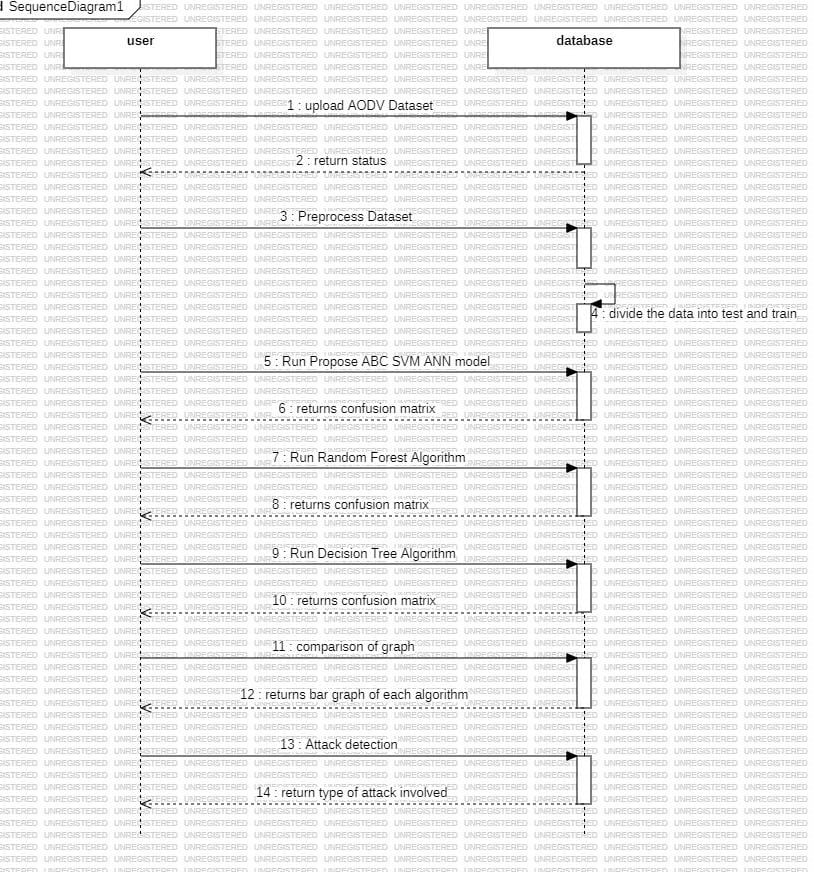 d SequenceDiagram1
user
database
1 : upload AODV Dataset
2 : return status
3 : Preprocess Dataset
4 : divide the data into test and train
5 : Run Propose ABC SVM ANN model
6 : returns confusion matrix
7 : Run Random Forest Algorithm
8 : returns confusion matrix
9 : Run Decision Tree Algorithm
10 : returns confusion matrix
11 : comparison of graph
12 : returns bar graph of each algorithm
13 : Attack detection
14 : return type of attack involved
UNREGISTERED